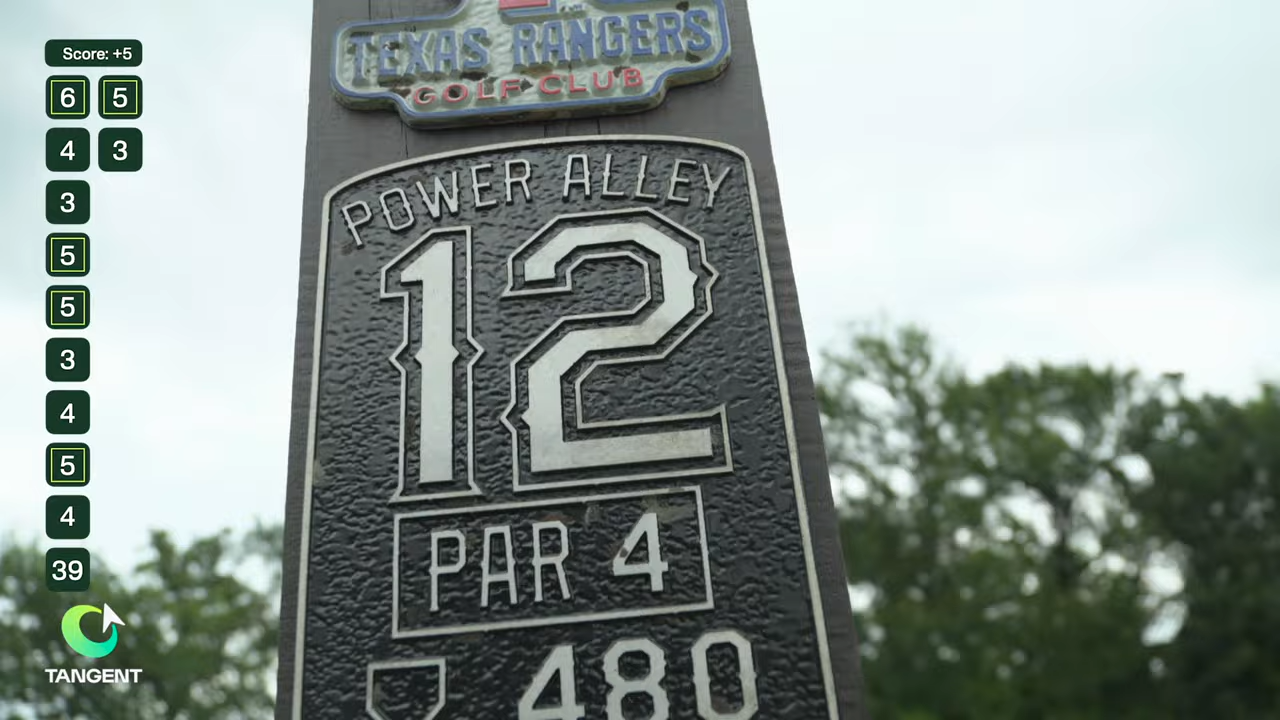 Score: +5
6 5
4 3
3
5
5
3
4
5
4
39
TANGENT
TEXAS RANGERS
GOLF CLUB
POWER ALLEY
12
PAR 4
480